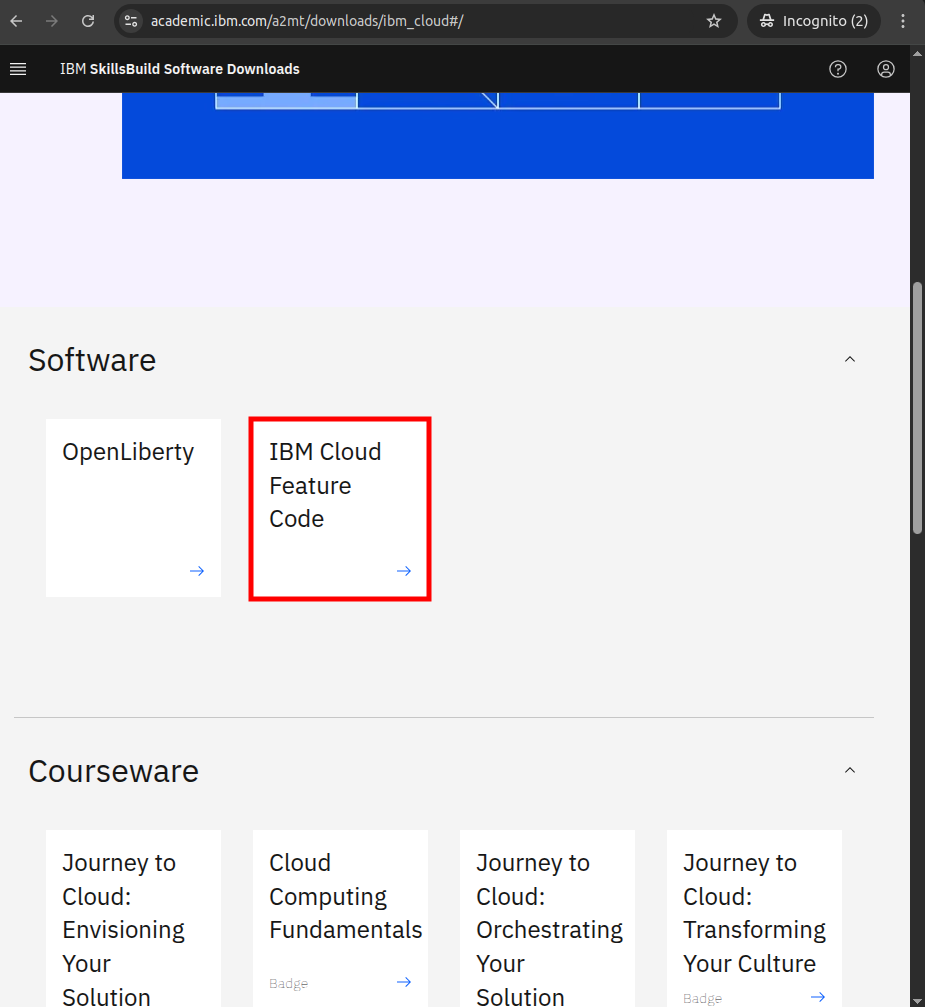 academic.ibm.com/a2mt/downloads/ibm_cloud#/
Incognito (2)
IBM SkillsBuild Software Downloads
Software
OpenLiberty
IBM Cloud
Feature
Code
Courseware
Journey to
Cloud:
Envisioning
Your
Solution
Cloud
Computing
Fundamentals
Badge
Journey to
Cloud:
Orchestrating
Your
Solution
Journey to
Cloud:
Transforming
Your Culture
Badge